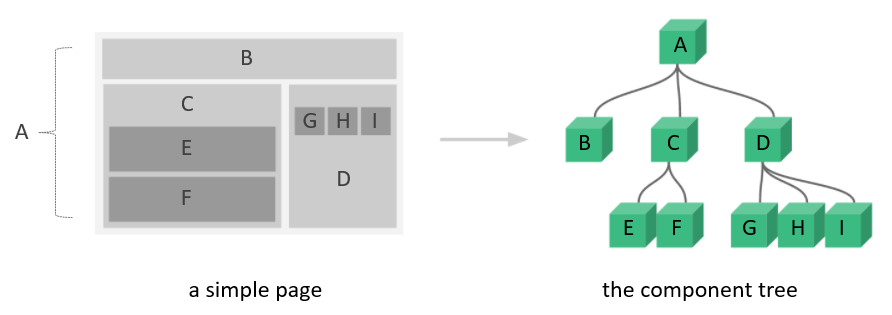 A
B
C
E
F
G H I
D
A
B C D
E F G H I
a simple page
the component tree